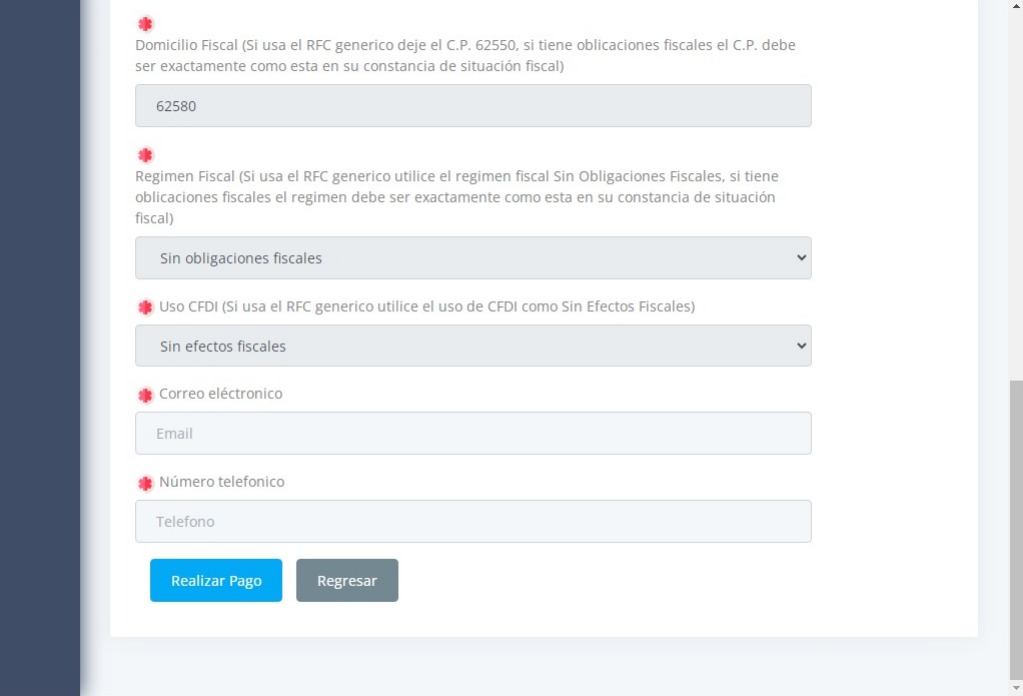 Domicilio Fiscal (Si usa el RFC generico deje el C.P. 62550, si tiene oblicaciones fiscales el C.P. debe
ser exactamente como esta en su constancia de situación fiscal)
62580
Regimen Fiscal (Si usa el RFC generico utilice el regimen fiscal Sin Obligaciones Fiscales, si tiene
oblicaciones fiscales el regimen debe ser exactamente como esta en su constancia de situación
fiscal)
Sin obligaciones fiscales
Uso CFDI (Si usa el RFC generico utilice el uso de CFDI como Sin Efectos Fiscales)
Sin efectos fiscales
Correo eléctronico
Email
Número telefonico
Telefono
Realizar Pago Regresar